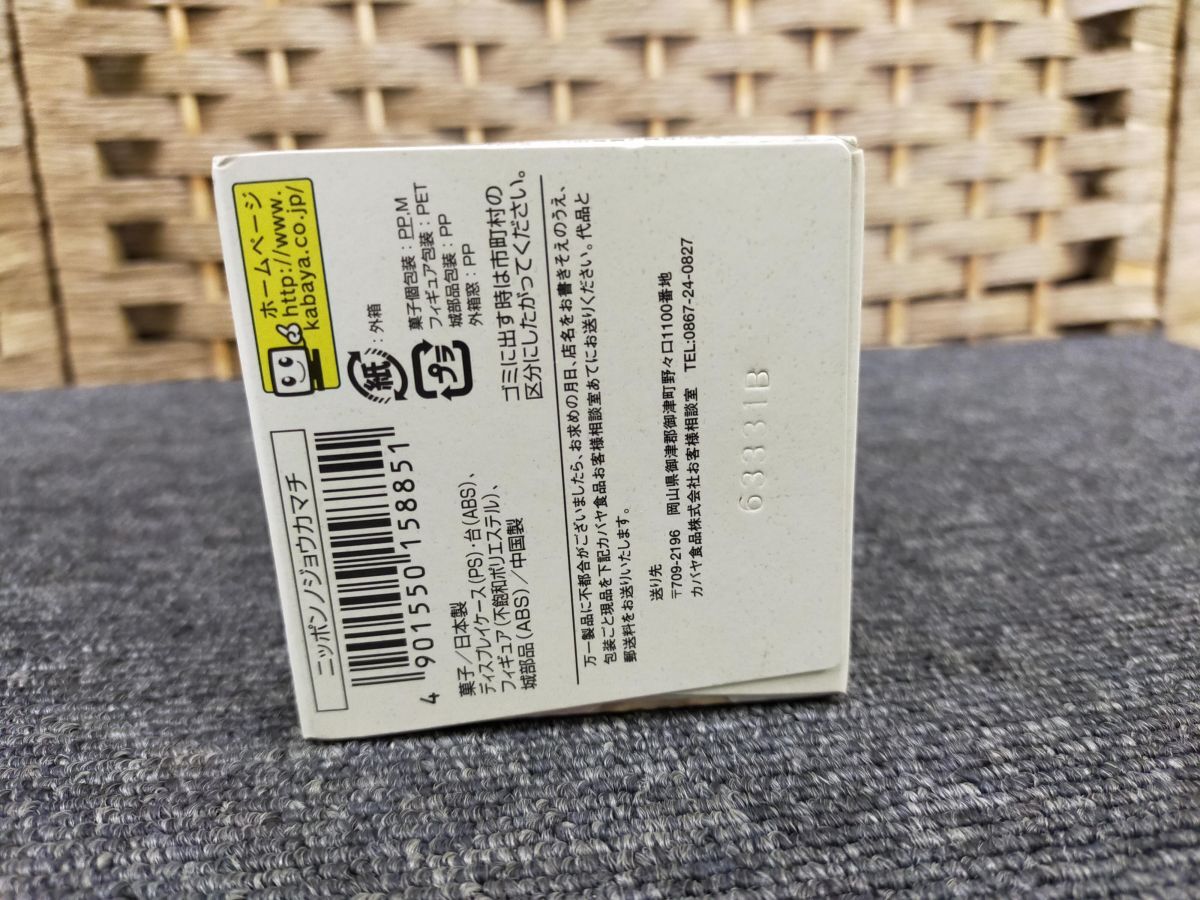 ニッポンノジョウカマチ
4 901550 158851
ホームページ
http://www.
kabaya.co.jp/
紙
：外箱
プラ
菓子個包装：PP,M
フィギュア包装：PET
城部品包装：PP
外箱窓：PP
ゴミに出す時は市町村の
区分にしたがってください。
菓子／日本製
ディスプレイケース(PS)・台(ABS)、
フィギュア(不飽和ポリエステル)、
城部品(ABS)／中国製
万一製品に不都合がございましたら、お求めの月日、店名をお書きそえのうえ、
包装ごと現品を下記カバヤ食品お客様相談室あてにお送りください。代品と
郵送料をお送りいたします。
送り先
〒709-2196 岡山県御津郡御津町野々口1100番地
カバヤ食品株式会社お客様相談室 TEL:0867-24-0827
63331B